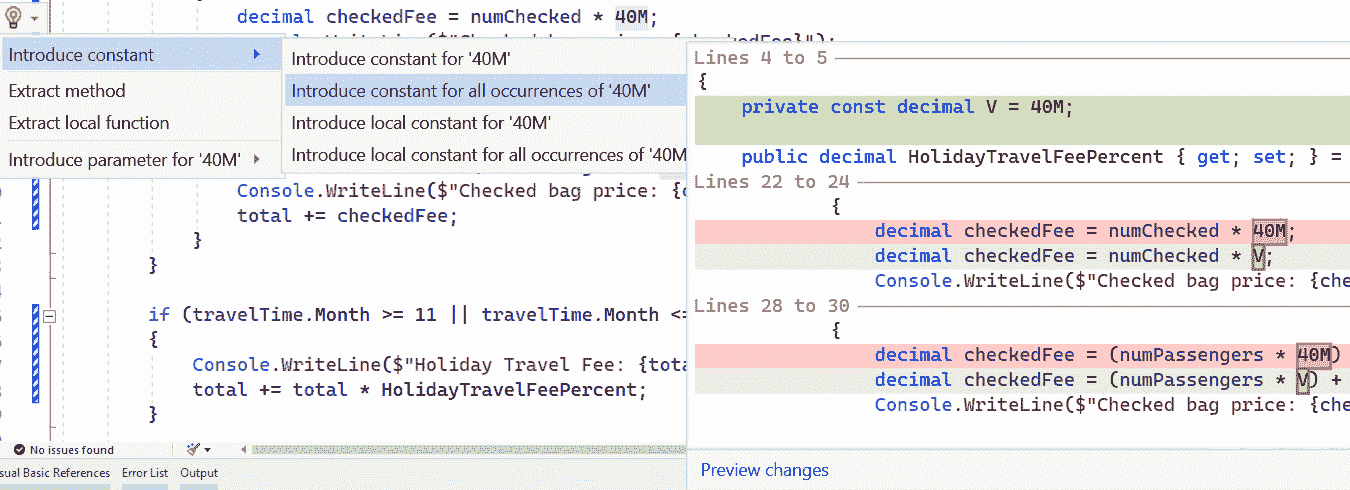 decimal checkedFee = numChecked * 40M;
Introduce constant
Extract method
Extract local function
Introduce parameter for '40M'
Introduce constant for '40M'
Introduce constant for all occurrences of '40M'
Introduce local constant for '40M'
Introduce local constant for all occurrences of '40M
Console.WriteLine($"Checked bag price: {
total += checkedFee;
}
}
if (travelTime.Month >= 11 || travelTime.Month <=
{
Console.WriteLine($"Holiday Travel Fee: {tota
total += total * HolidayTravelFeePercent;
}
No issues found
sual Basic References Error List Output
Lines 4 to 5
{
private const decimal V = 40M;
public decimal HolidayTravelFeePercent { get; set; } =
Lines 22 to 24
{
decimal checkedFee = numChecked * 40M;
decimal checkedFee = numChecked * V;
Console.WriteLine($"Checked bag price: {che
Lines 28 to 30
{
decimal checkedFee = (numPassengers * 40M)
decimal checkedFee = (numPassengers * V) +
Console.WriteLine($"Checked bag price: {che
Preview changes